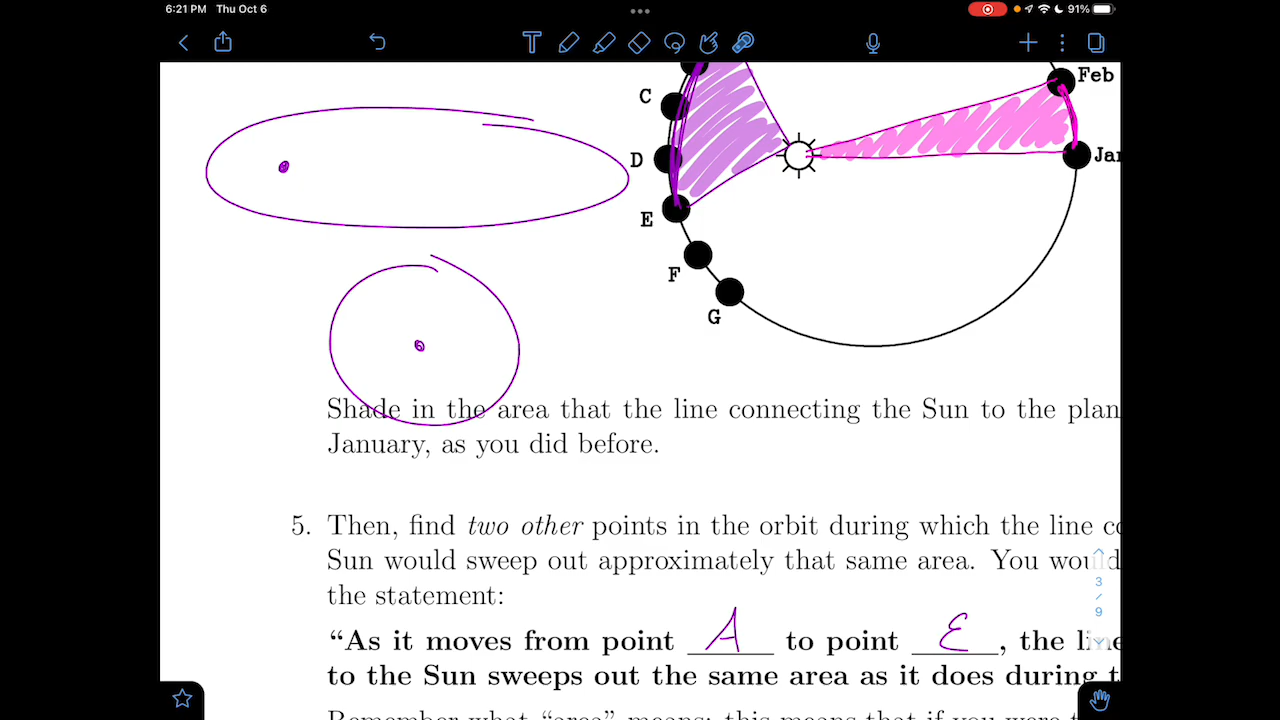 6:21 PM Thu Oct 6
91%
Feb
C
D
E
F
G
Shade in the area that the line connecting the Sun to the plan
January, as you did before.
5. Then, find two other points in the orbit during which the line
Sun would sweep out approximately that same area. You would
the statement:
3
/
9
“As it moves from point A to point E, the
to the Sun sweeps out the same area as it does during